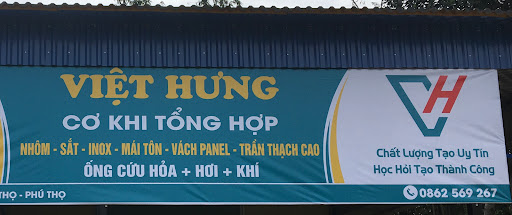 VIỆT HƯNG
CƠ KHI TỔNG HỢP
NHÔM - SẮT - INOX - MÁI TÔN - VÁCH PANEL - TRẦN THẠCH CAO
ỐNG CỨU HỎA + HƠI + KHÍ
THỌ - PHÚ THỌ
VH
Chất Lượng Tạo Uy Tín
Học Hỏi Tạo Thành Công
0862 569 267